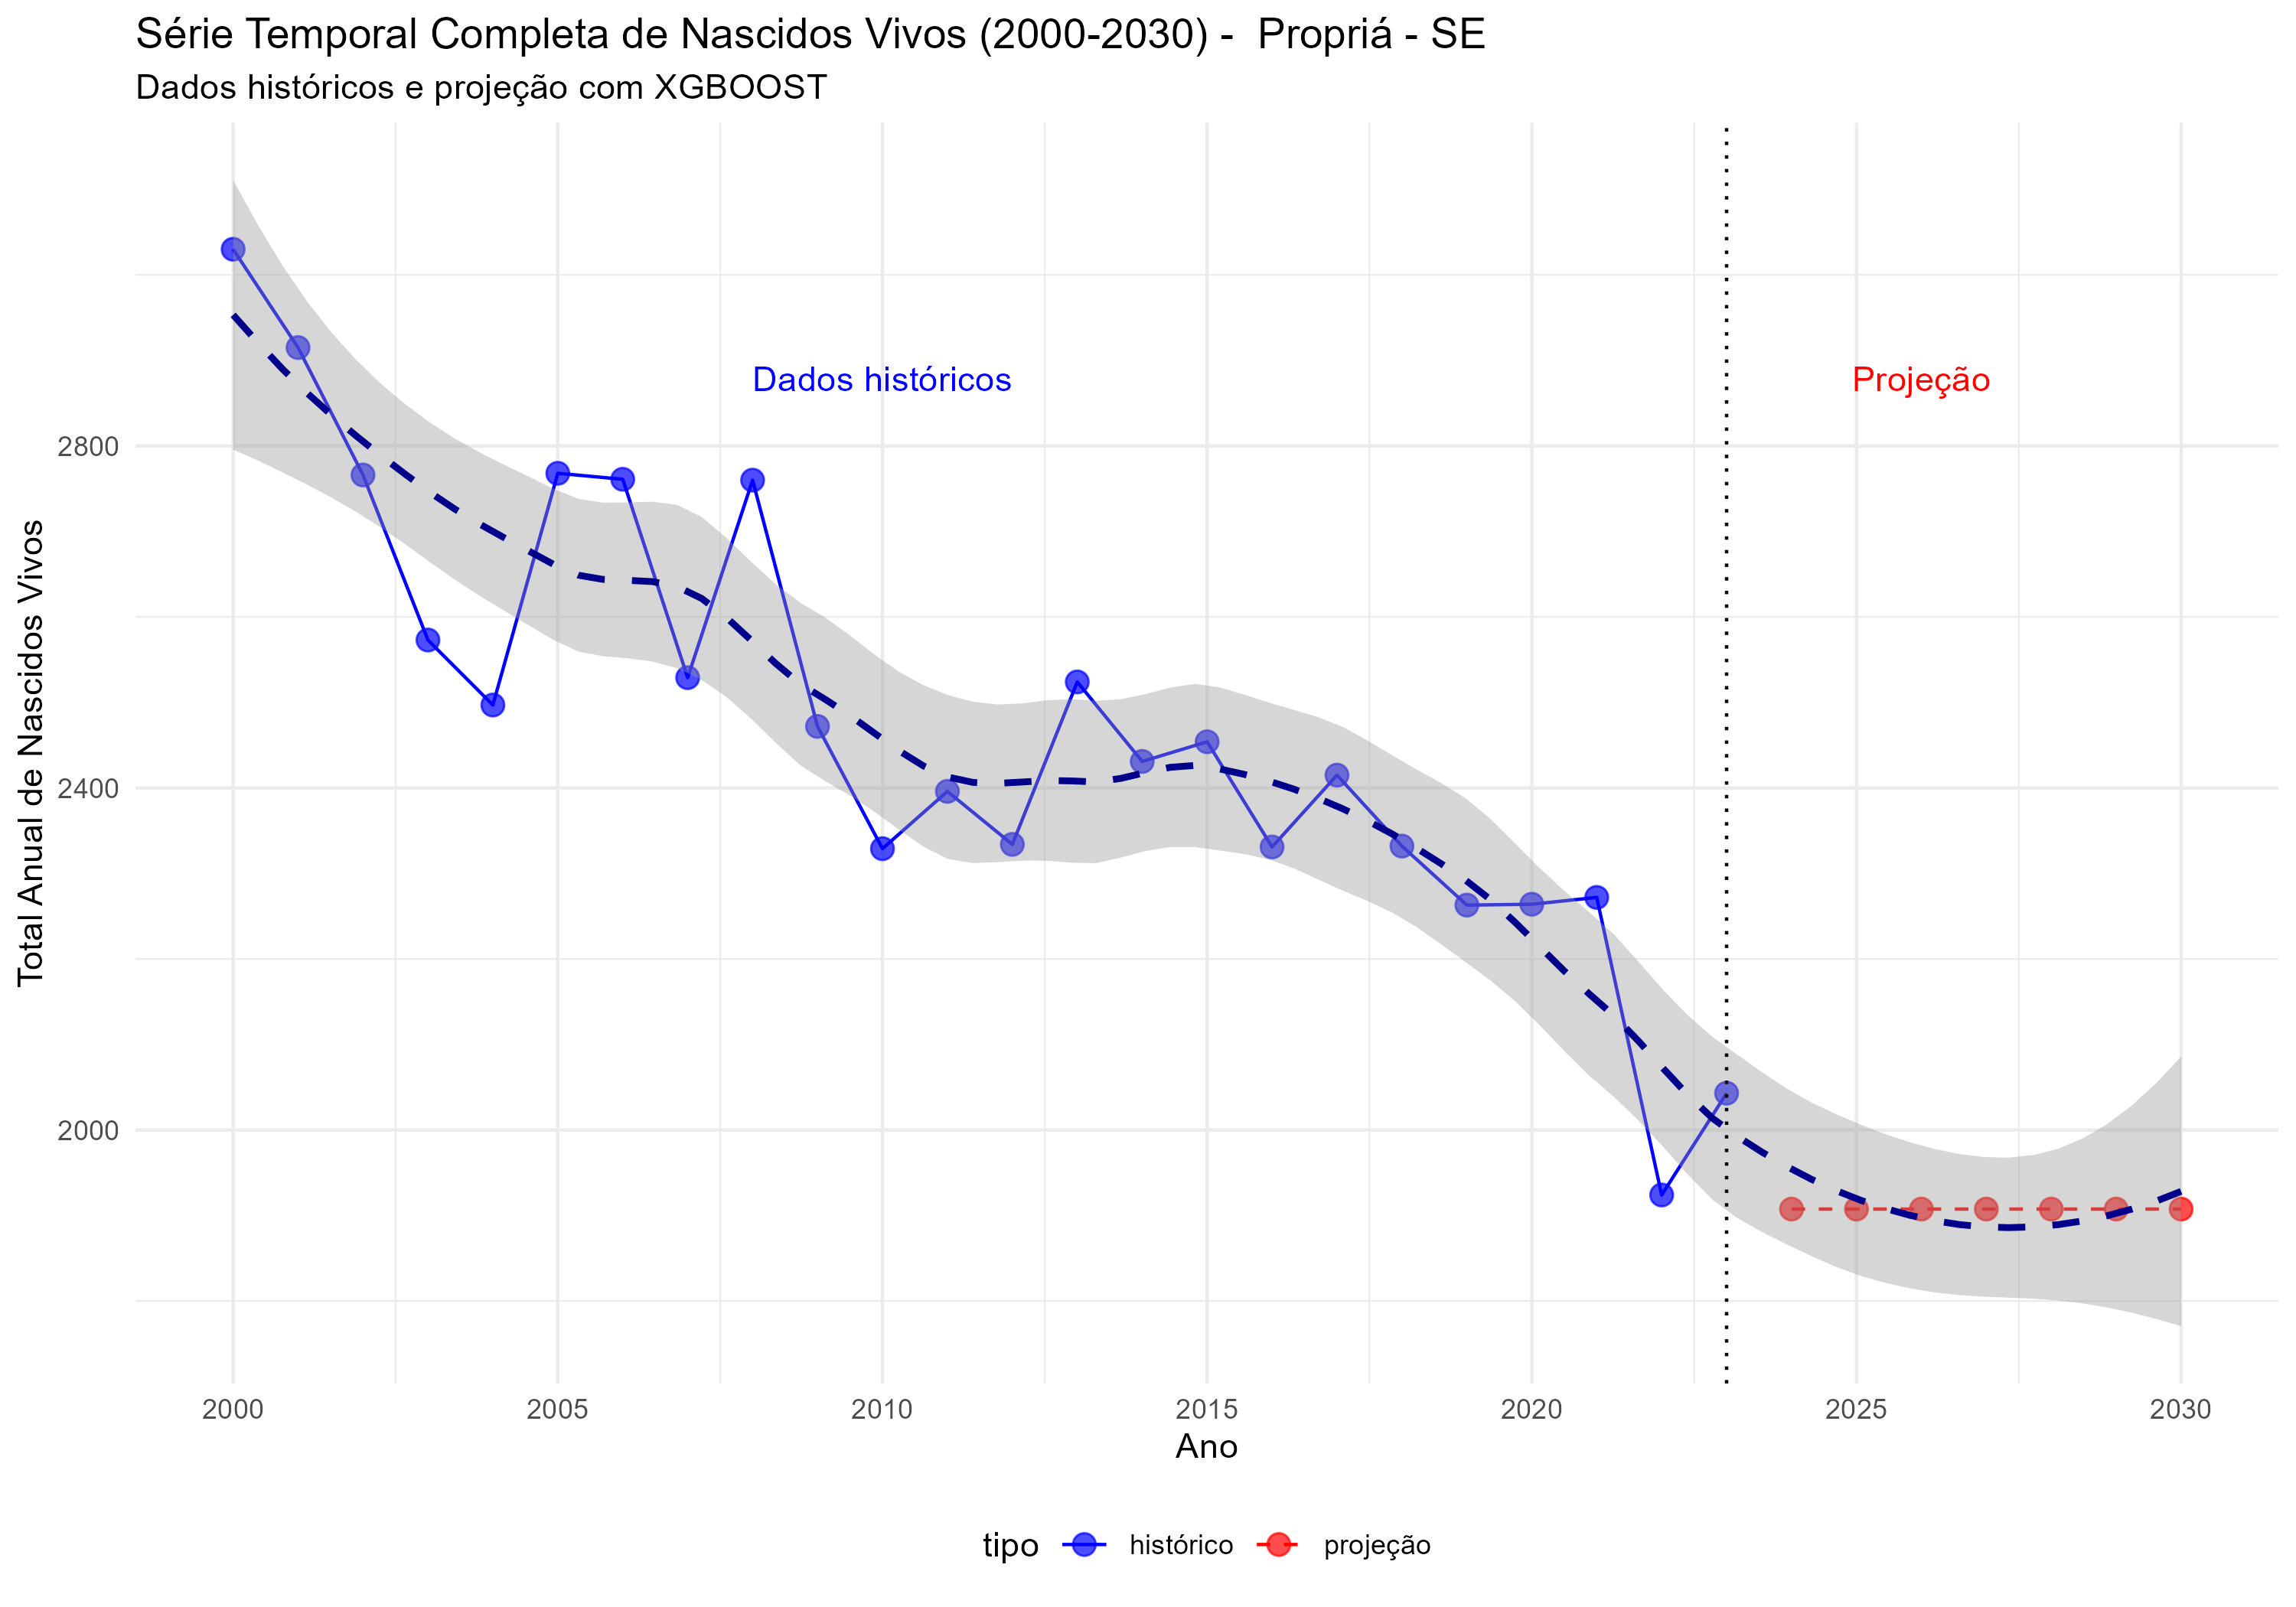 Série Temporal Completa de Nascidos Vivos (2000-2030) -  Propriá - SE
Dados históricos e projeção com XGBOOST
Dados históricos
Projeção
Total Anual de Nascidos Vivos
2800
2400
2000
2000
2005
2010
2015
2020
2025
2030
Ano
tipo
histórico
projeção